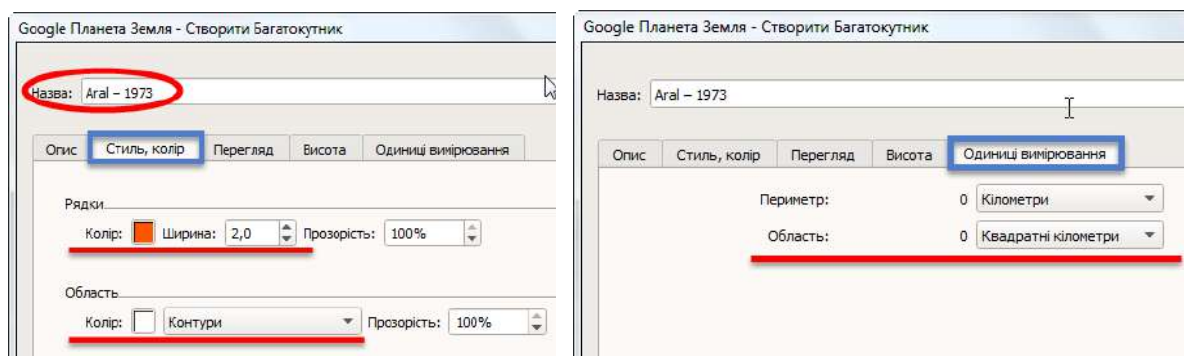 Google Планета Земля - Створити Багатокутник
Назва: Aral – 1973
Опис Стиль, колір Перегляд Висота Одиниці вимірювання
Рядки
Колір: Ширина: 2,0 Прозорість: 100%
Область
Колір: Контури Прозорість: 100%
Google Планета Земля - Створити Багатокутник
Назва: Aral – 1973
Опис Стиль, колір Перегляд Висота Одиниці вимірювання
Периметр: 0 Кілометри
Область: 0 Квадратні кілометри